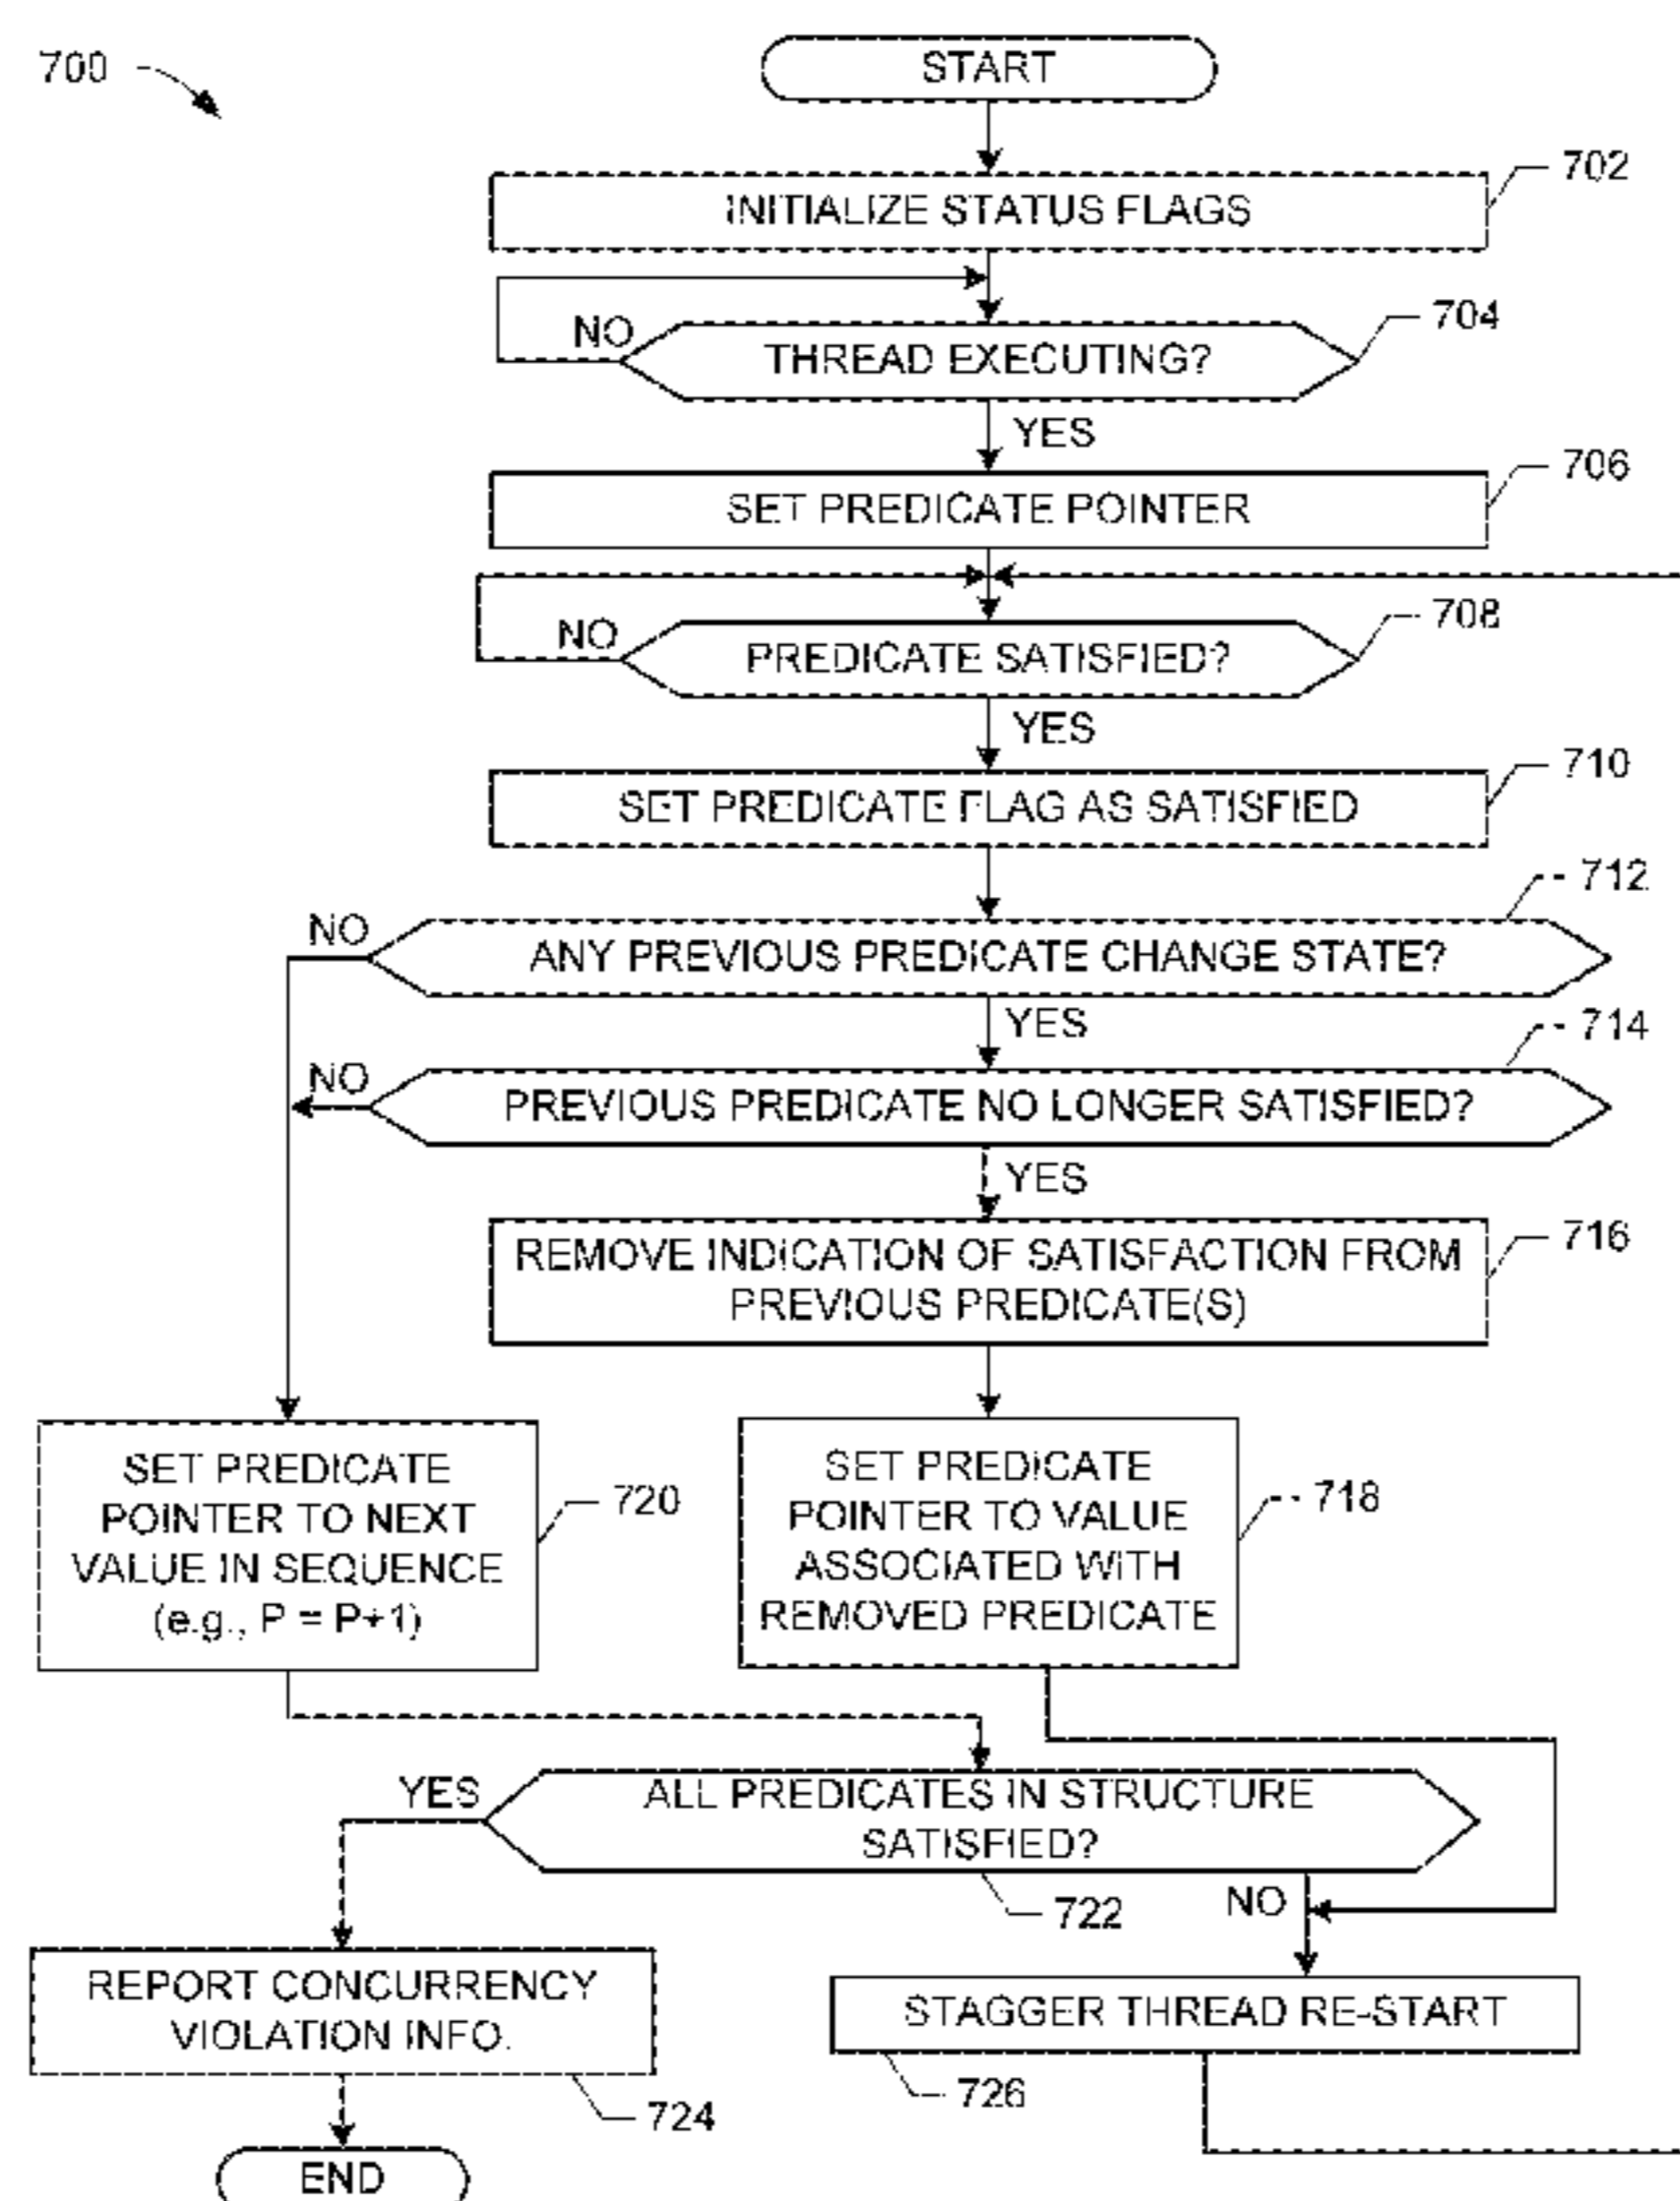 700
START
702
INITIALIZE STATUS FLAGS
704
NO
THREAD EXECUTING?
YES
706
SET PREDICATE POINTER
708
NO
PREDICATE SATISFIED?
YES
710
SET PREDICATE FLAG AS SATISFIED
712
NO
ANY PREVIOUS PREDICATE CHANGE STATE?
YES
714
NO
PREVIOUS PREDICATE NO LONGER SATISFIED?
YES
716
REMOVE INDICATION OF SATISFACTION FROM
PREVIOUS PREDICATE(S)
SET PREDICATE
POINTER TO NEXT
VALUE IN SEQUENCE
(e.g., P = P+1)
720
SET PREDICATE
POINTER TO VALUE
ASSOCIATED WITH
REMOVED PREDICATE
718
YES
ALL PREDICATES IN STRUCTURE
SATISFIED?
722
NO
REPORT CONCURRENCY
VIOLATION INFO.
724
STAGGER THREAD RE-START
726
END